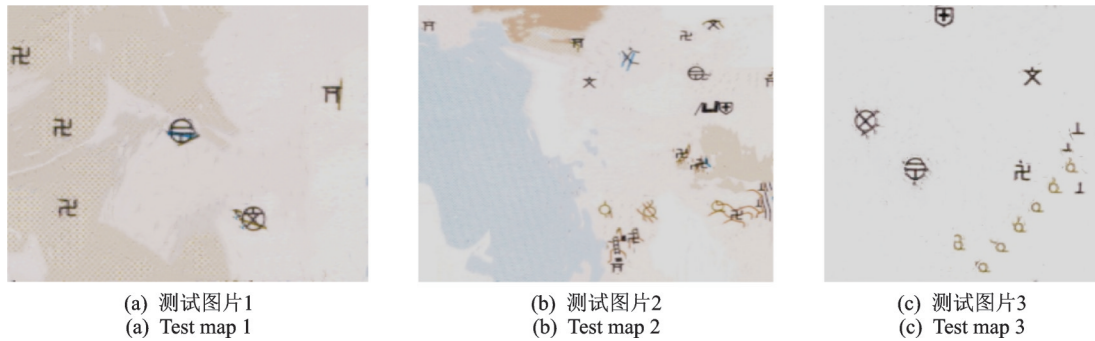 (a) 测试图片1
(a) Test map 1
(b) 测试图片2
(b) Test map 2
(c) 测试图片3
(c) Test map 3